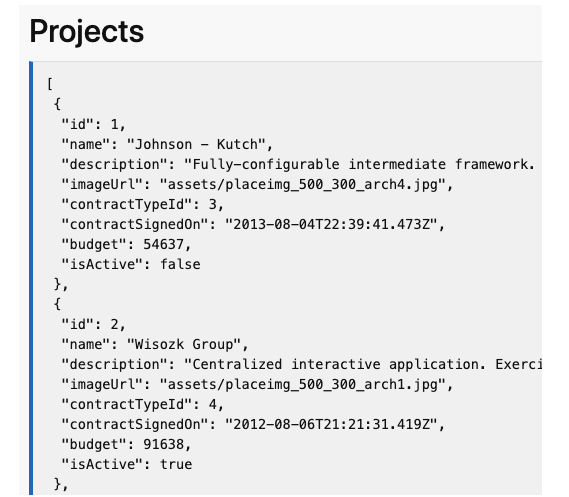 Projects
[
{
"id": 1,
"name": "Johnson - Kutch",
"description": "Fully-configurable intermediate framework.
"imageUrl": "assets/placeimg_500_300_arch4.jpg",
"contractTypeId": 3,
"contractSignedOn": "2013-08-04T22:39:41.473Z",
"budget": 54637,
"isActive": false
},
{
"id": 2,
"name": "Wisozk Group",
"description": "Centralized interactive application. Exerci
"imageUrl": "assets/placeimg_500_300_arch1.jpg",
"contractTypeId": 4,
"contractSignedOn": "2012-08-06T21:21:31.419Z",
"budget": 91638,
"isActive": true
},